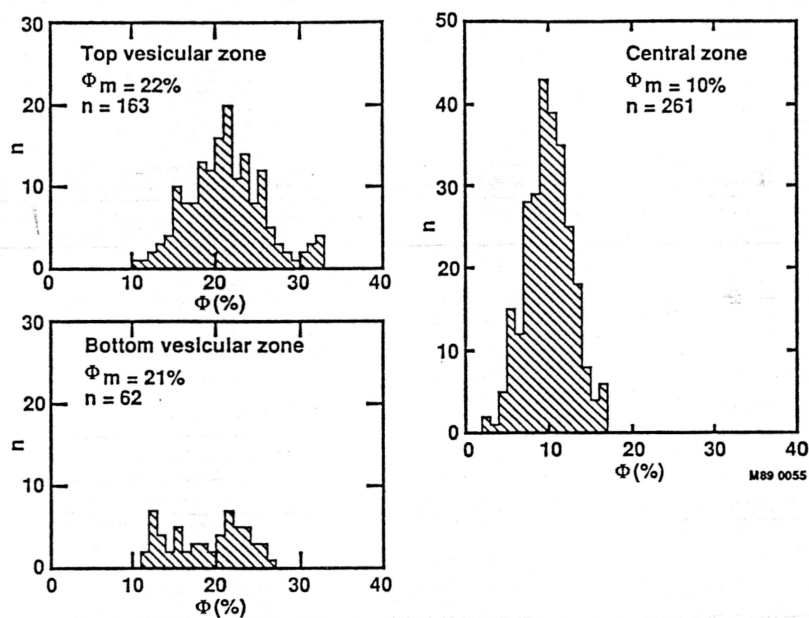 30
20
10
0
n
Top vesicular zone
Φm = 22%
n = 163
0
10
20
30
40
Φ(%)
30
20
10
0
n
Bottom vesicular zone
Φm = 21%
n = 62
0
10
20
30
40
Φ(%)
50
40
30
20
10
0
n
Central zone
Φm = 10%
n = 261
0
10
20
30
40
Φ(%)
M89 0055